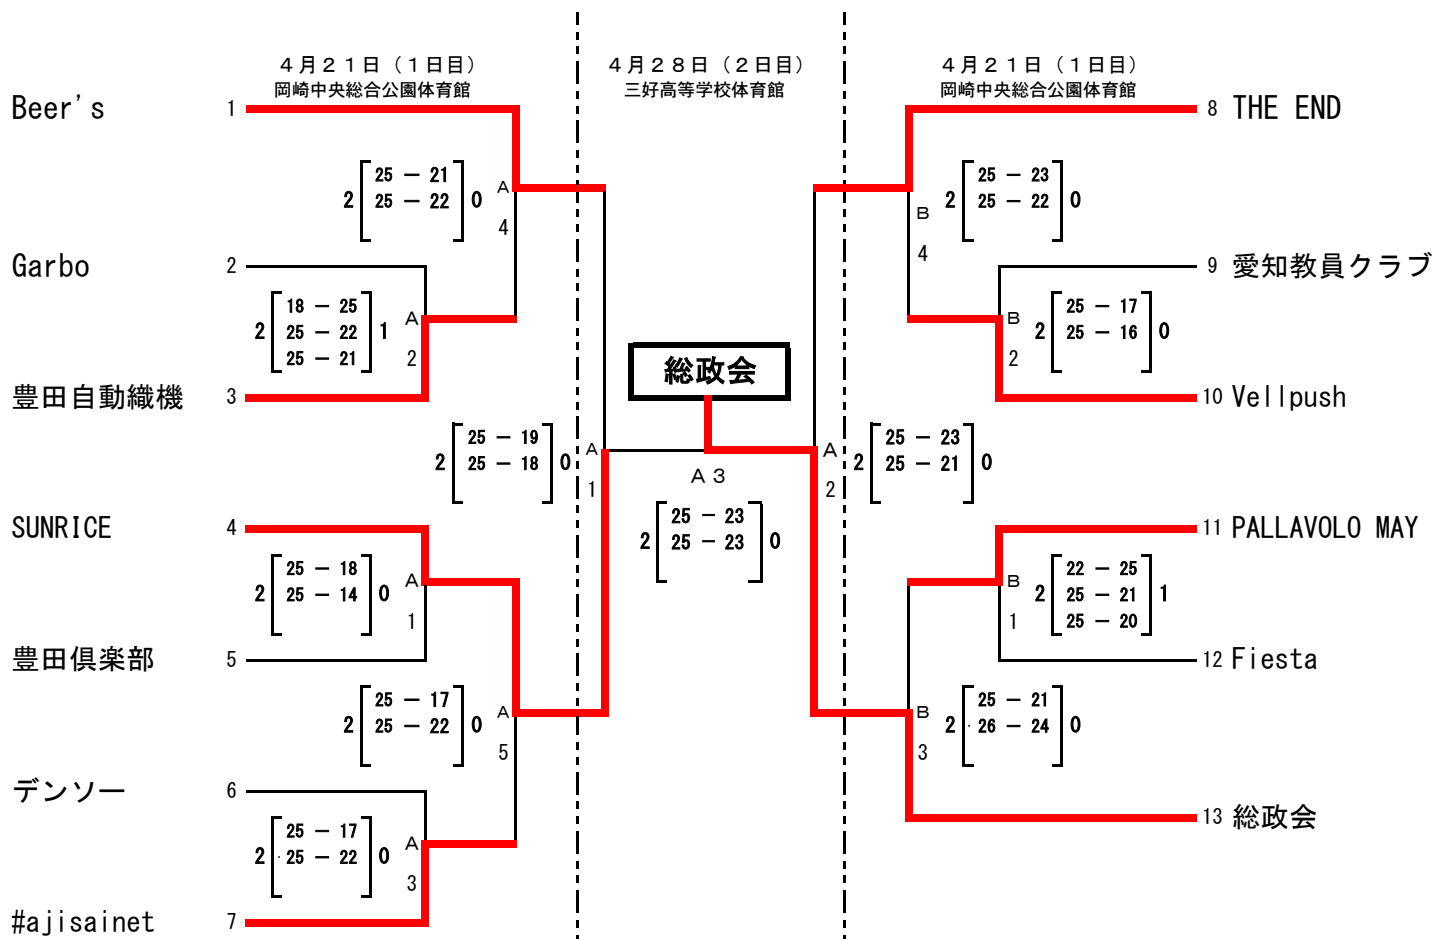 ４月２１日（１日目）
岡崎中央総合公園体育館
４月２８日（２日目）
三好高等学校体育館
４月２１日（１日目）
岡崎中央総合公園体育館
Beer's 1
8 THE END
2 25 − 21 0
25 − 22
A
4
2 25 − 23 0
25 − 22
B
4
Garbo 2
9 愛知教員クラブ
2 18 − 25 1
25 − 22
25 − 21
A
2
2 25 − 17 0
25 − 16
B
2
総政会
豊田自動織機 3
10 Vellpush
2 25 − 19 0
25 − 18
A
1
A
2
2 25 − 23 0
25 − 21
A 3
2 25 − 23 0
25 − 23
SUNRICE 4
11 PALLAVOLO MAY
2 25 − 18 0
25 − 14
A
1
2 22 − 25 1
25 − 21
25 − 20
B
1
豊田倶楽部 5
12 Fiesta
2 25 − 17 0
25 − 22
A
5
2 25 − 21 0
26 − 24
B
3
デンソー 6
13 総政会
2 25 − 17 0
25 − 22
A
3
#ajisainet 7